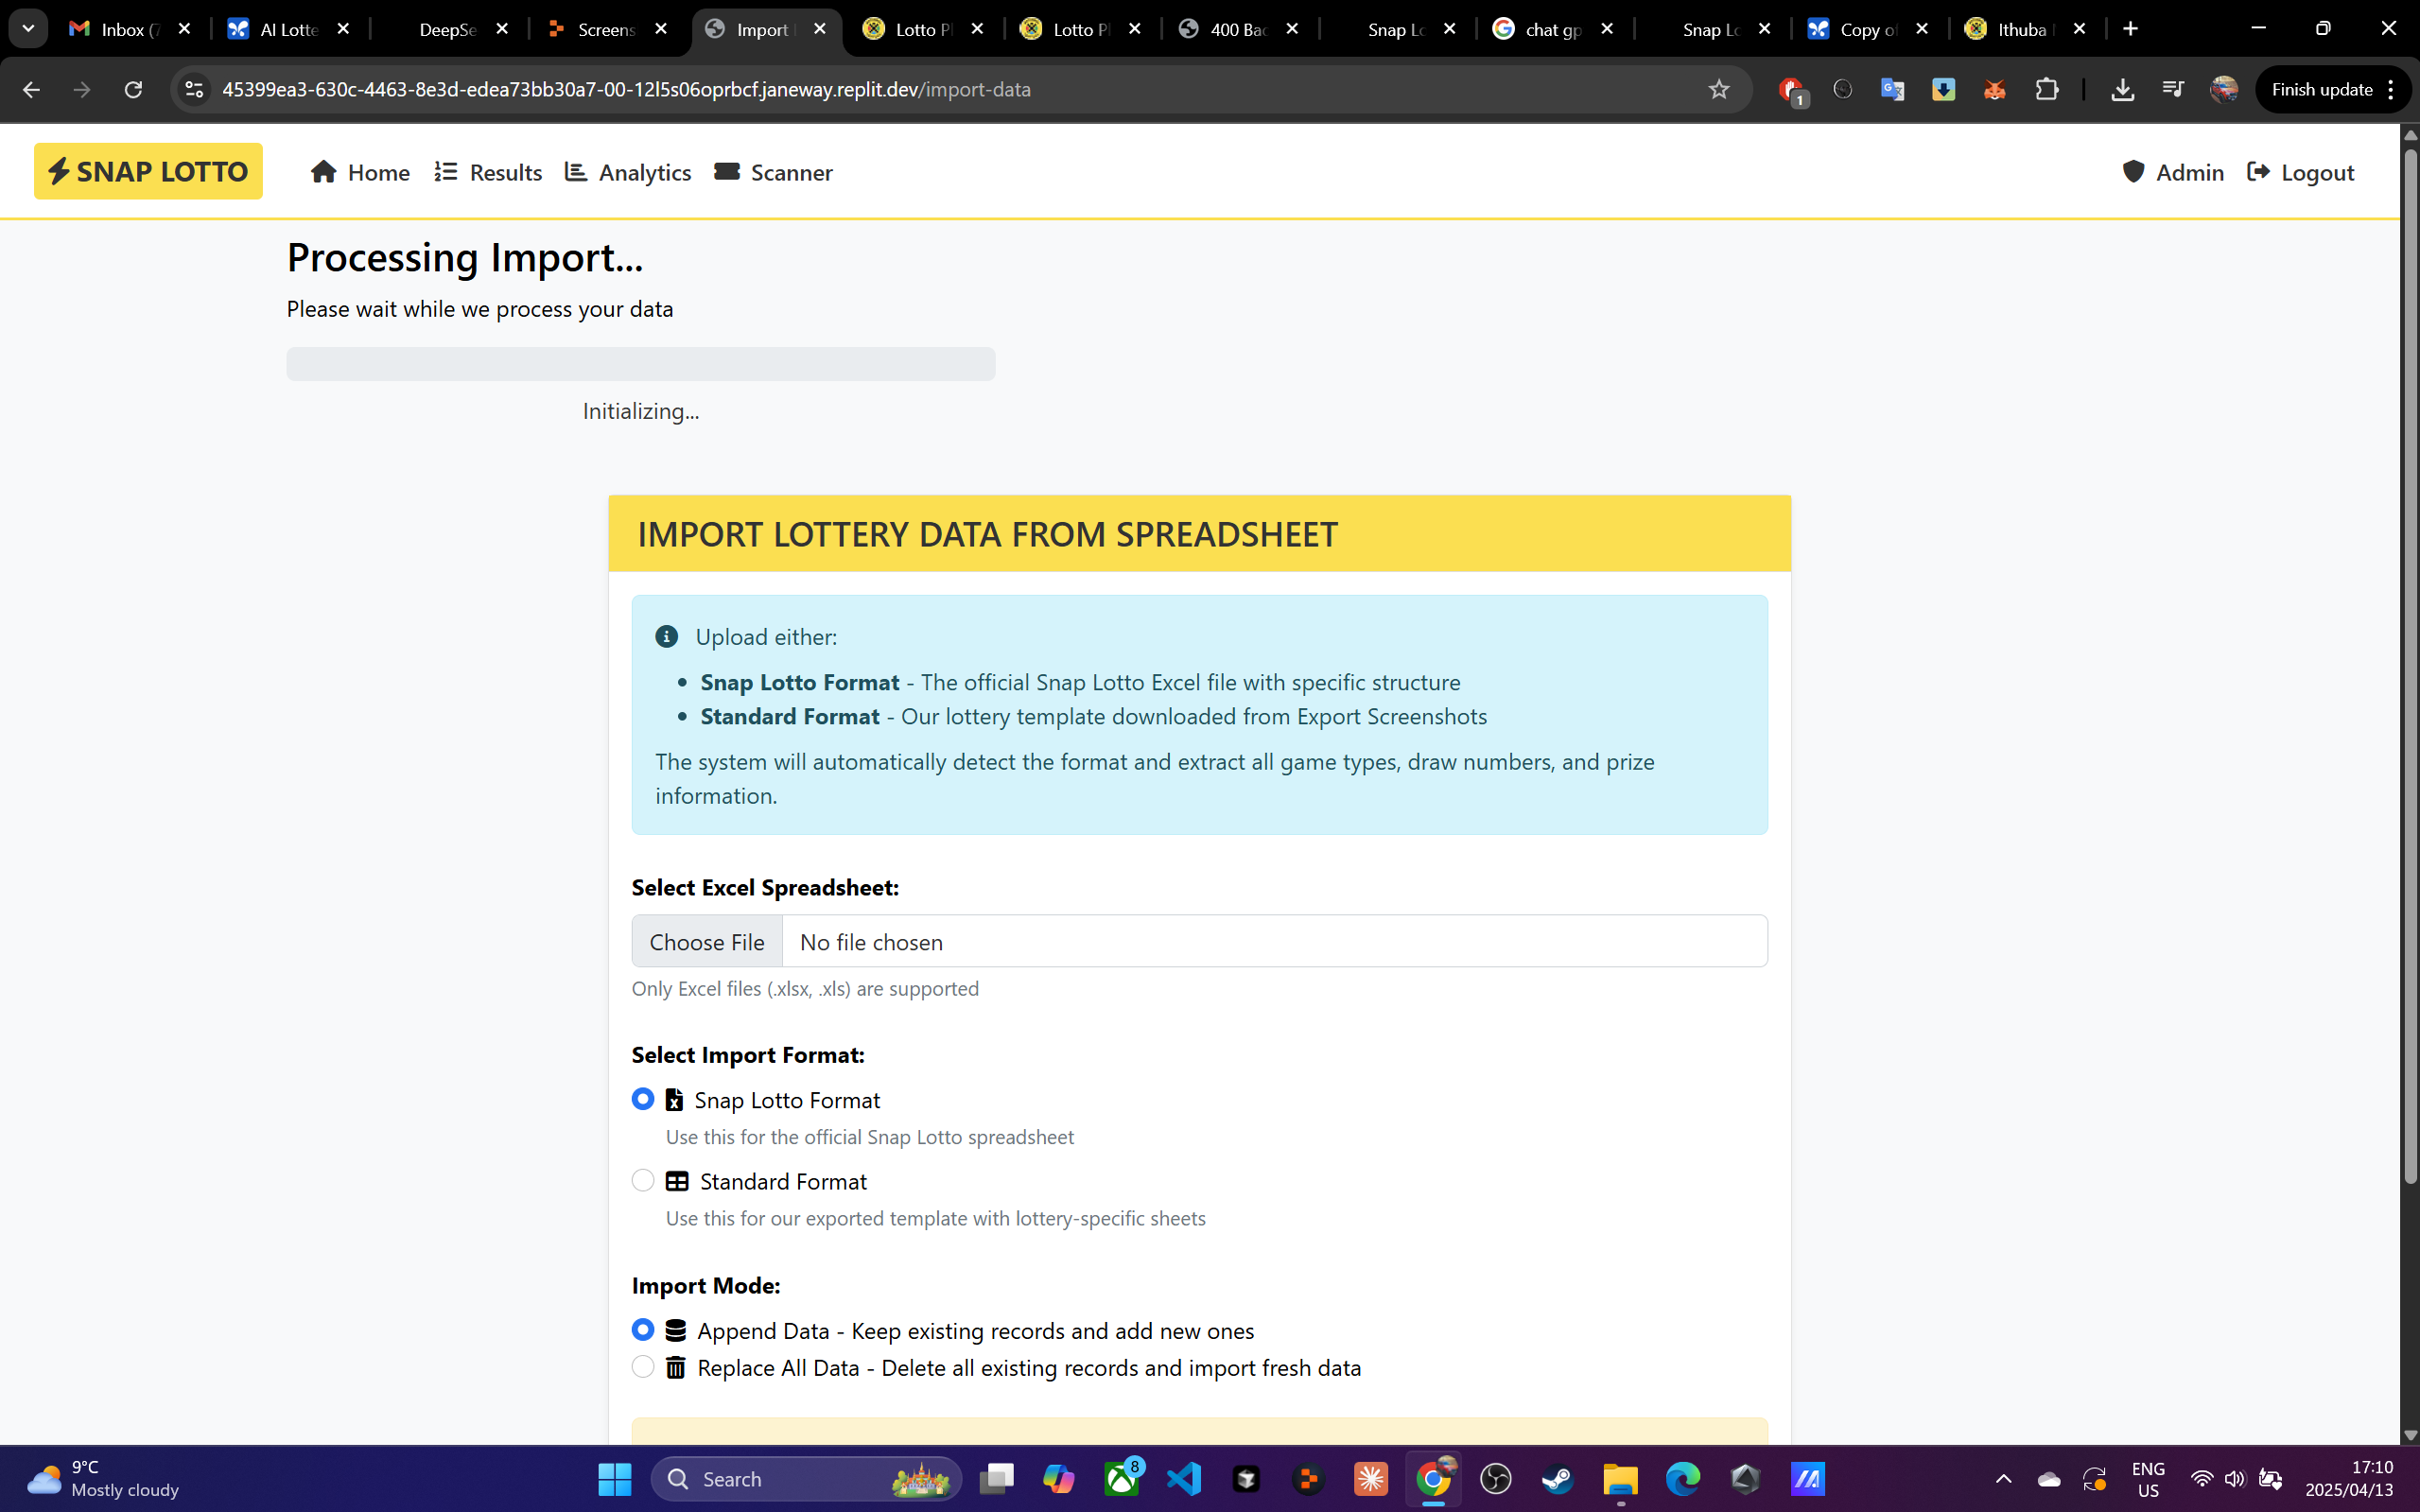 Inbox (7
AI Lotte
DeepSe
Screens
Import
Lotto Pl
Lotto Pl
400 Bac
Snap Lo
chat gp
Snap Lo
Copy o
Ithuba
45399ea3-630c-4463-8e3d-edea73bb30a7-00-12l5s06oprbcf.janeway.replit.dev/import-data
1
Finish update
SNAP LOTTO
Home
Results
Analytics
Scanner
Admin
Logout
Processing Import...
Please wait while we process your data
Initializing...
IMPORT LOTTERY DATA FROM SPREADSHEET
Upload either:
Snap Lotto Format - The official Snap Lotto Excel file with specific structure
Standard Format - Our lottery template downloaded from Export Screenshots
The system will automatically detect the format and extract all game types, draw numbers, and prize
information.
Select Excel Spreadsheet:
Choose File No file chosen
Only Excel files (.xlsx, .xls) are supported
Select Import Format:
Snap Lotto Format
Use this for the official Snap Lotto spreadsheet
Standard Format
Use this for our exported template with lottery-specific sheets
Import Mode:
Append Data - Keep existing records and add new ones
Replace All Data - Delete all existing records and import fresh data
9°C
Mostly cloudy
Search
8
ENG
US
17:10
2025/04/13